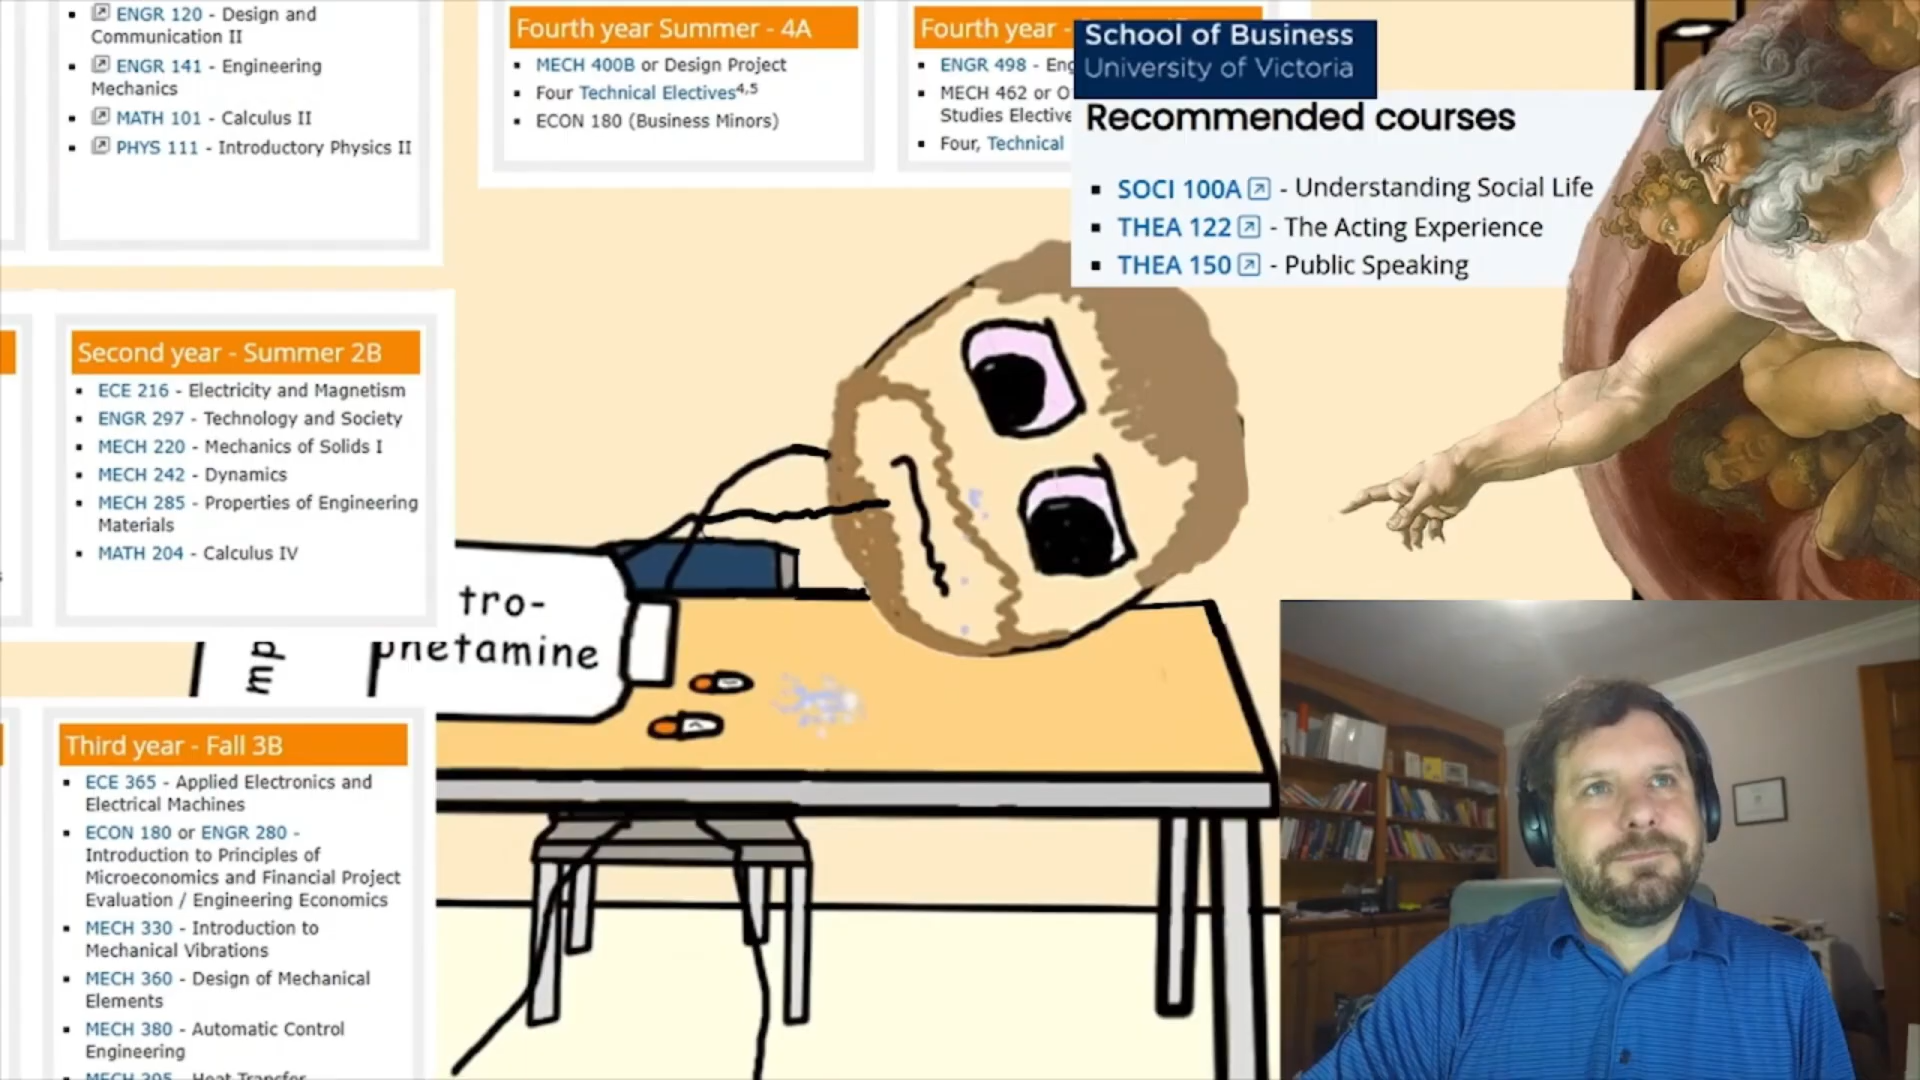 ENGR 120 - Design and
Communication II
ENGR 141 - Engineering
Mechanics
MATH 101 - Calculus II
PHYS 111 - Introductory Physics II
Fourth year Summer - 4A
MECH 400B or Design Project
Four Technical Electives4,5
ECON 180 (Business Minors)
Fourth year -
ENGR 498 - Eng
MECH 462 or O
Studies Elective
Four, Technical
School of Business
University of Victoria
Recommended courses
SOCI 100A - Understanding Social Life
THEA 122 - The Acting Experience
THEA 150 - Public Speaking
Second year - Summer 2B
ECE 216 - Electricity and Magnetism
ENGR 297 - Technology and Society
MECH 220 - Mechanics of Solids I
MECH 242 - Dynamics
MECH 285 - Properties of Engineering
Materials
MATH 204 - Calculus IV
tro-
phetamine
mp
Third year - Fall 3B
ECE 365 - Applied Electronics and
Electrical Machines
ECON 180 or ENGR 280 -
Introduction to Principles of
Microeconomics and Financial Project
Evaluation / Engineering Economics
MECH 330 - Introduction to
Mechanical Vibrations
MECH 360 - Design of Mechanical
Elements
MECH 380 - Automatic Control
Engineering
MECH 395 - Heat Transfer